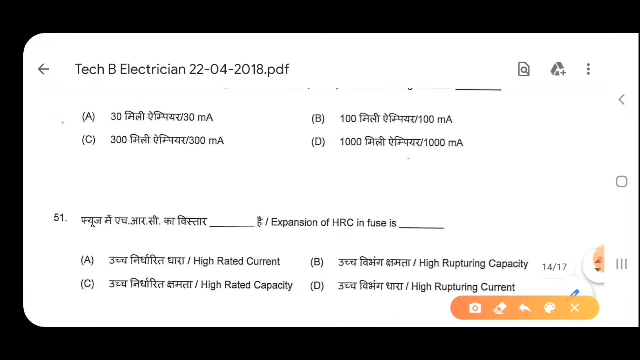 Tech B Electrician 22-04-2018.pdf
(A) 30 मिली ऐम्पियर/30 mA (B) 100 मिली ऐम्पियर/100 mA
(C) 300 मिली ऐम्पियर/300 mA (D) 1000 मिली ऐम्पियर/1000 mA
51. फ्यूज में एच.आर.सी. का विस्तार ________ है / Expansion of HRC in fuse is ________
(A) उच्च निर्धारित धारा / High Rated Current (B) उच्च विभंग क्षमता / High Rupturing Capacity
14/17
(C) उच्च निर्धारित क्षमता / High Rated Capacity (D) उच्च विभंग धारा / High Rupturing Current